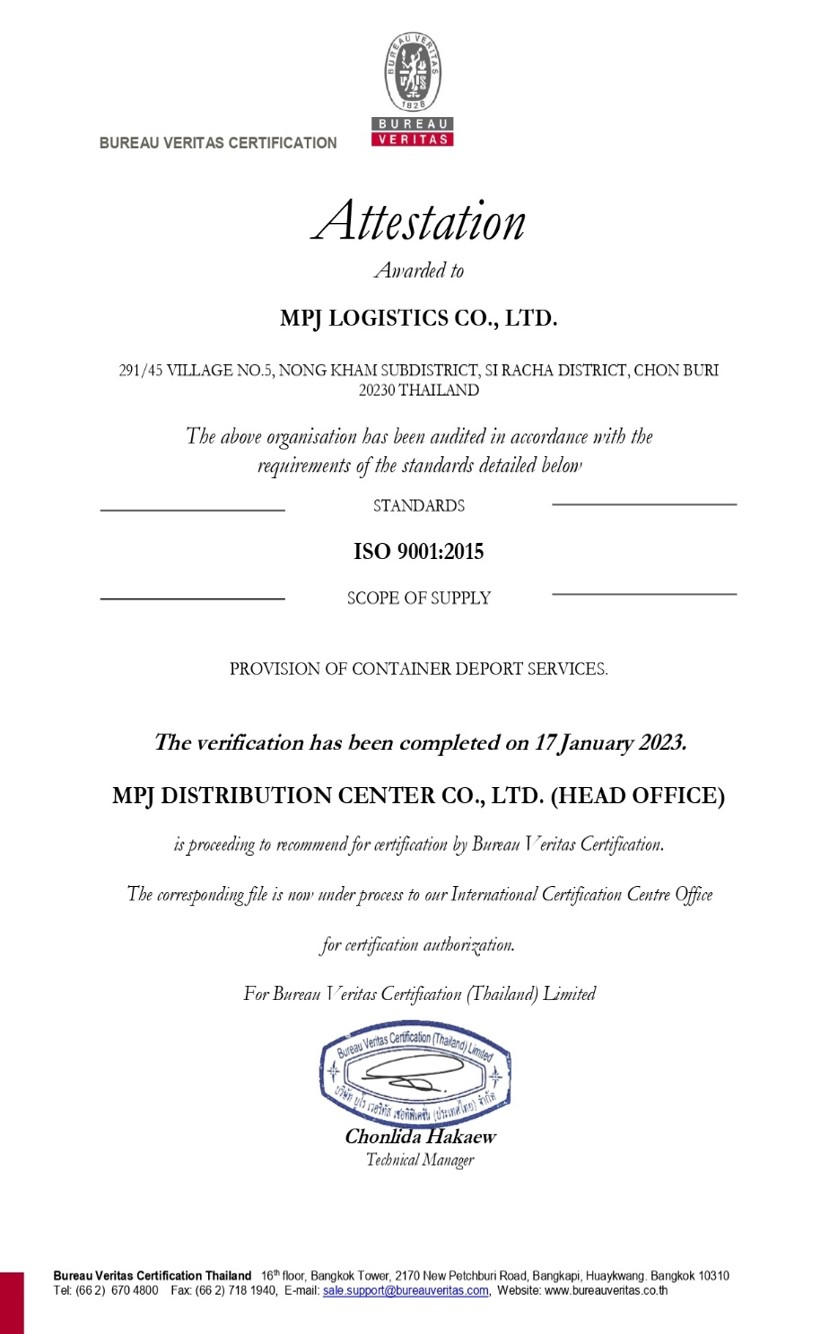 BUREAU VERITAS
1828
BUREAU
VERITAS
BUREAU VERITAS CERTIFICATION
Attestation
Awarded to
MPJ LOGISTICS CO., LTD.
291/45 VILLAGE NO.5, NONG KHAM SUBDISTRICT, SI RACHA DISTRICT, CHON BURI
20230 THAILAND
The above organisation has been audited in accordance with the
requirements of the standards detailed below
STANDARDS
ISO 9001:2015
SCOPE OF SUPPLY
PROVISION OF CONTAINER DEPORT SERVICES.
The verification has been completed on 17 January 2023.
MPJ DISTRIBUTION CENTER CO., LTD. (HEAD OFFICE)
is proceeding to recommend for certification by Bureau Veritas Certification.
The corresponding file is now under process to our International Certification Centre Office
for certification authorization.
For Bureau Veritas Certification (Thailand) Limited
Bureau Veritas Certification (Thailand) Limited
บริษัท บูโร เวอริทัส เซอทิฟิเคชั่น (ประเทศไทย) จำกัด
Chonlida Hakaew
Technical Manager
Bureau Veritas Certification Thailand 16th floor, Bangkok Tower, 2170 New Petchburi Road, Bangkapi, Huaykwang. Bangkok 10310
Tel: (66 2) 670 4800 Fax: (66 2) 718 1940, E-mail: sale.support@bureauveritas.com, Website: www.bureauveritas.co.th